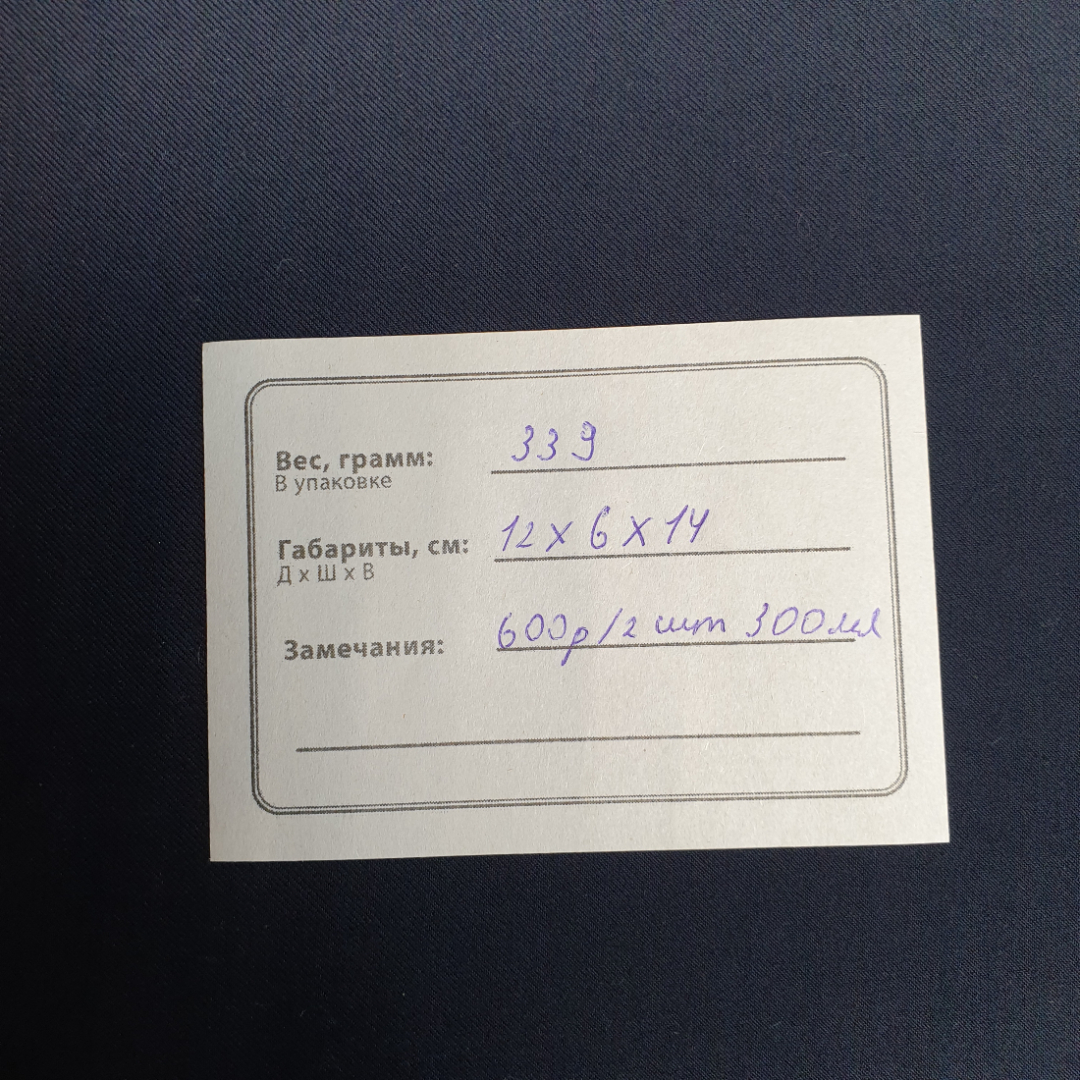 Вес, грамм: 339
В упаковке
Габариты, см: 12 x 6 x 14
Д x Ш x В
Замечания: 600р/2 шт 300мл